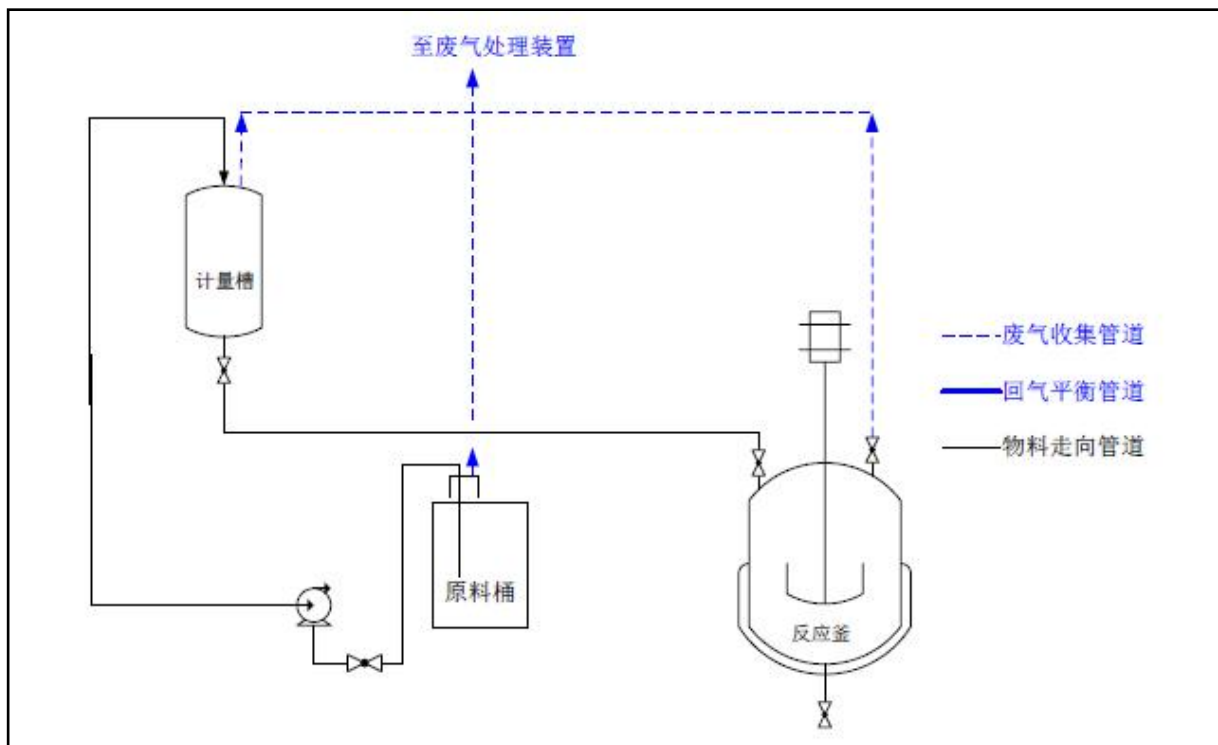 至废气处理装置
计量槽
废气收集管道
回气平衡管道
物料走向管道
原料桶
反应釜